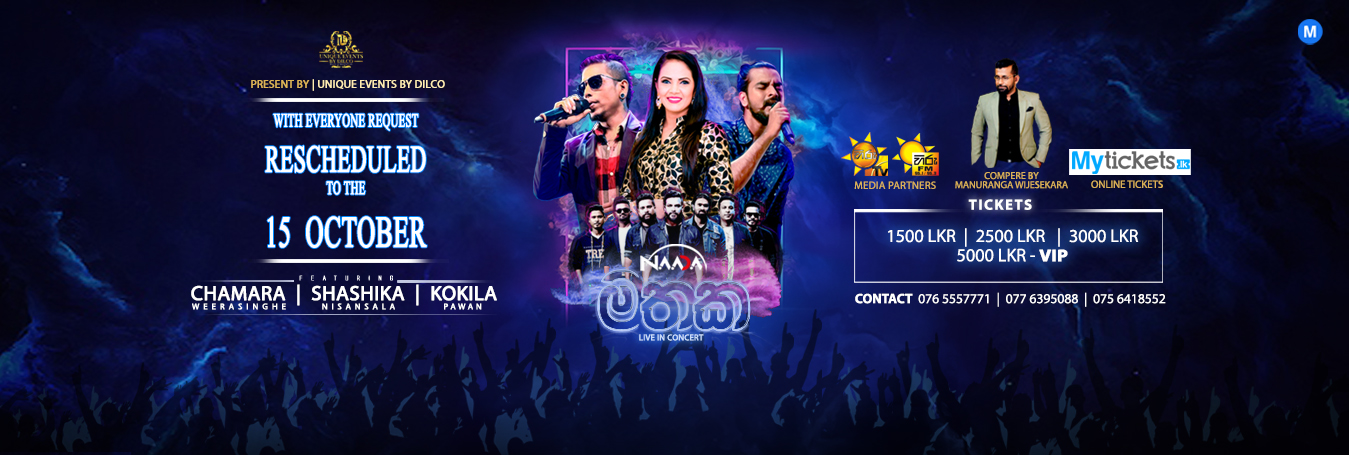 UNIQUE EVENTS
BY DILCO
PRESENT BY | UNIQUE EVENTS BY DILCO
WITH EVERYONE REQUEST
RESCHEDULED
TO THE
15 OCTOBER
FEATURING
CHAMARA | SHASHIKA | KOKILA
WEERASINGHE NISANSALA PAWAN
TRE
NAADA
මතක
LIVE IN CONCERT
M
හිරු TV
හිරු FM
MEDIA PARTNERS
COMPERE BY
MANURANGA WIJESEKARA
Mytickets.lk
ONLINE TICKETS
TICKETS
1500 LKR | 2500 LKR | 3000 LKR
5000 LKR - VIP
CONTACT 076 5557771 | 077 6395088 | 075 6418552